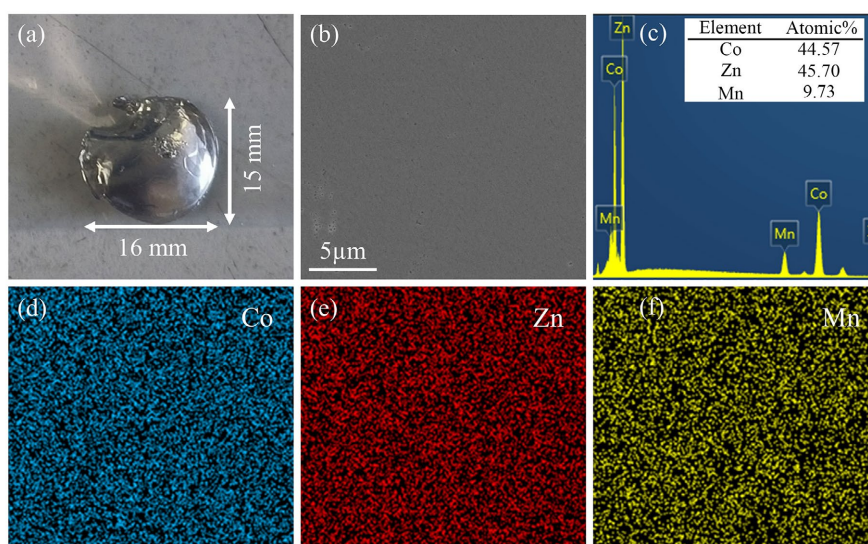 (a)
15 mm
16 mm
(b)
5μm
(c)
Element Atomic%
Co 44.57
Zn 45.70
Mn 9.73
Zn
Co
Mn
Mn
Co
(d) Co
(e) Zn
(f) Mn